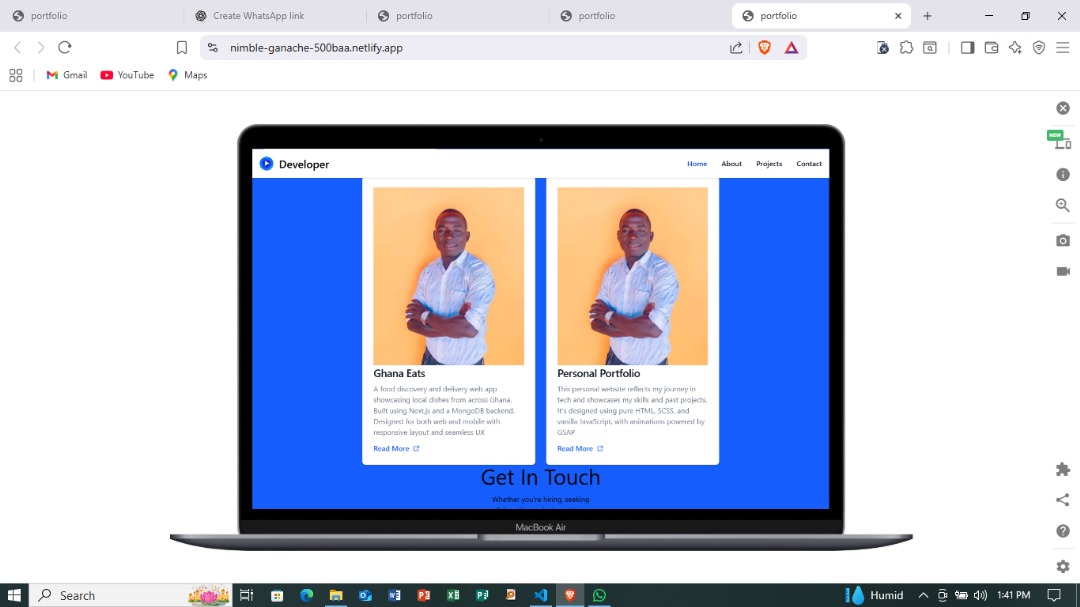 portfolio
Create WhatsApp link
portfolio
portfolio
portfolio
nimble-ganache-500baa.netlify.app
Gmail
YouTube
Maps
NEW
Developer
Home
About
Projects
Contact
Ghana Eats
A food discovery and delivery web app
showcasing local dishes from across Ghana.
Built using Next.js and a MongoDB backend.
Designed for both web and mobile with
responsive layout and seamless UX
Read More
Personal Portfolio
This personal website reflects my journey in
tech and showcases my skills and past projects.
It's designed using pure HTML, SCSS, and
vanilla JavaScript, with animations powered by
GSAP
Read More
Get In Touch
Whether you're hiring, seeking
MacBook Air
Search
Humid
1:41 PM